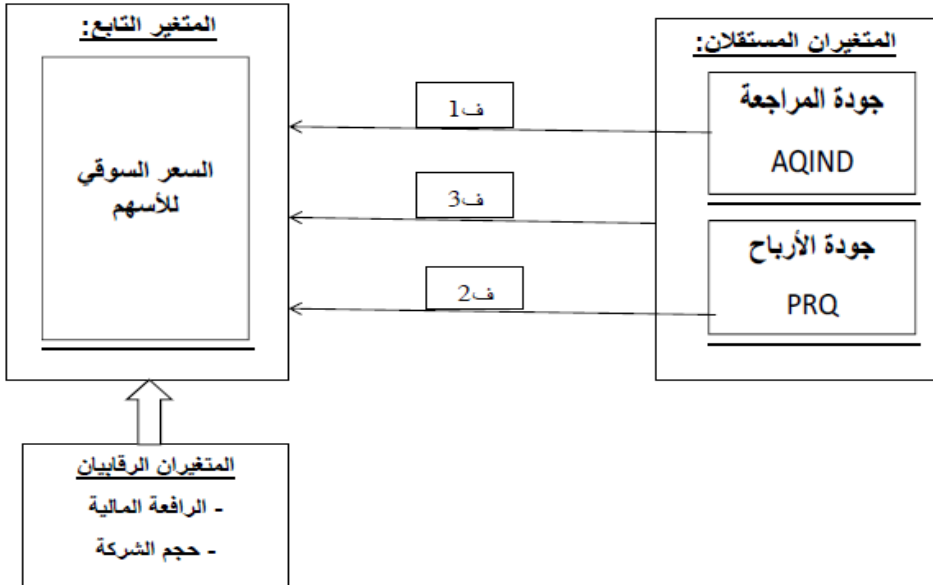 المتغيران المستقلان:
جودة المراجعة
AQIND
جودة الأرباح
PRQ
ف1
ف3
ف2
المتغير التابع:
السعر السوقي
للأسهم
المتغيران الرقابيان
- الرافعة المالية
- حجم الشركة